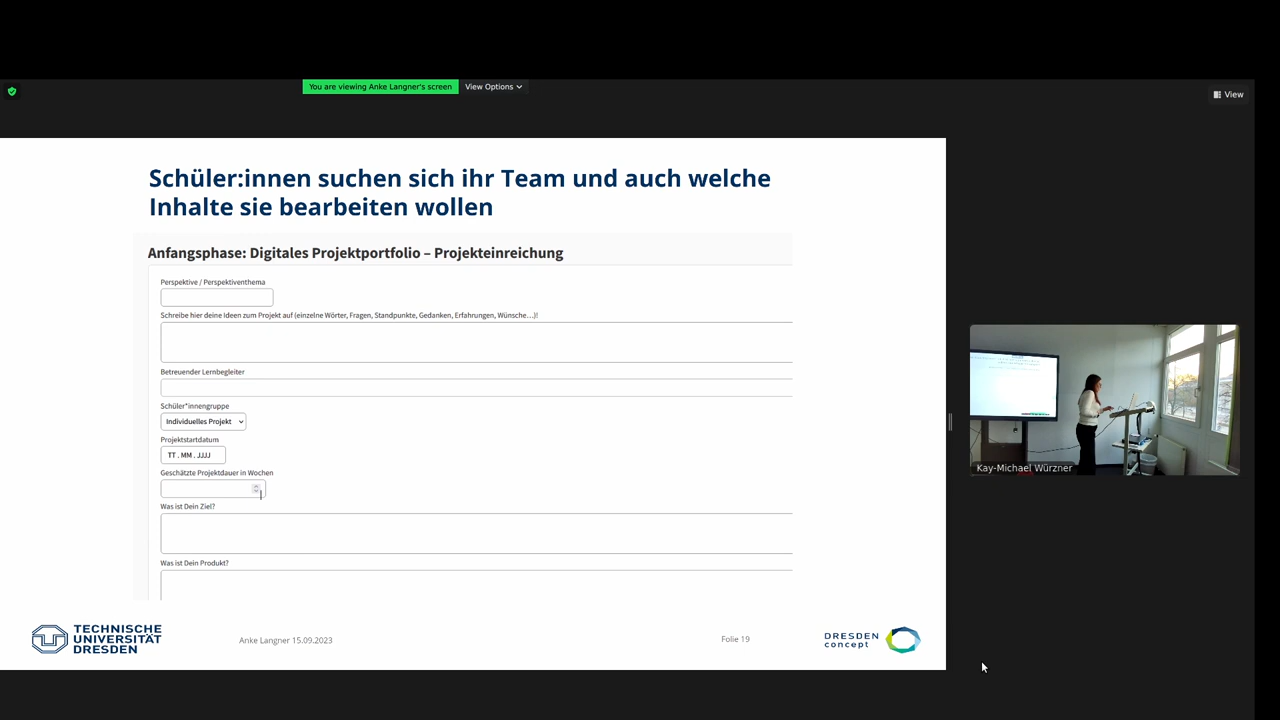 You are viewing Anke Langner's screen
View Options
View
Schüler:innen suchen sich ihr Team und auch welche
Inhalte sie bearbeiten wollen
Anfangsphase: Digitales Projektportfolio – Projekteinreichung
Perspektive / Perspektiventhema
Schreibe hier deine Ideen zum Projekt auf (einzelne Wörter, Fragen, Standpunkte, Gedanken, Erfahrungen, Wünsche...)!
Betreuender Lernbegleiter
Schüler*innengruppe
Individuelles Projekt
Projektstartdatum
TT . MM . JJJJ
Geschätzte Projektdauer in Wochen
Was ist Dein Ziel?
Was ist Dein Produkt?
Kay-Michael Würzner
TECHNISCHE
UNIVERSITÄT
DRESDEN
Anke Langner 15.09.2023
Folie 19
DRESDEN
concept